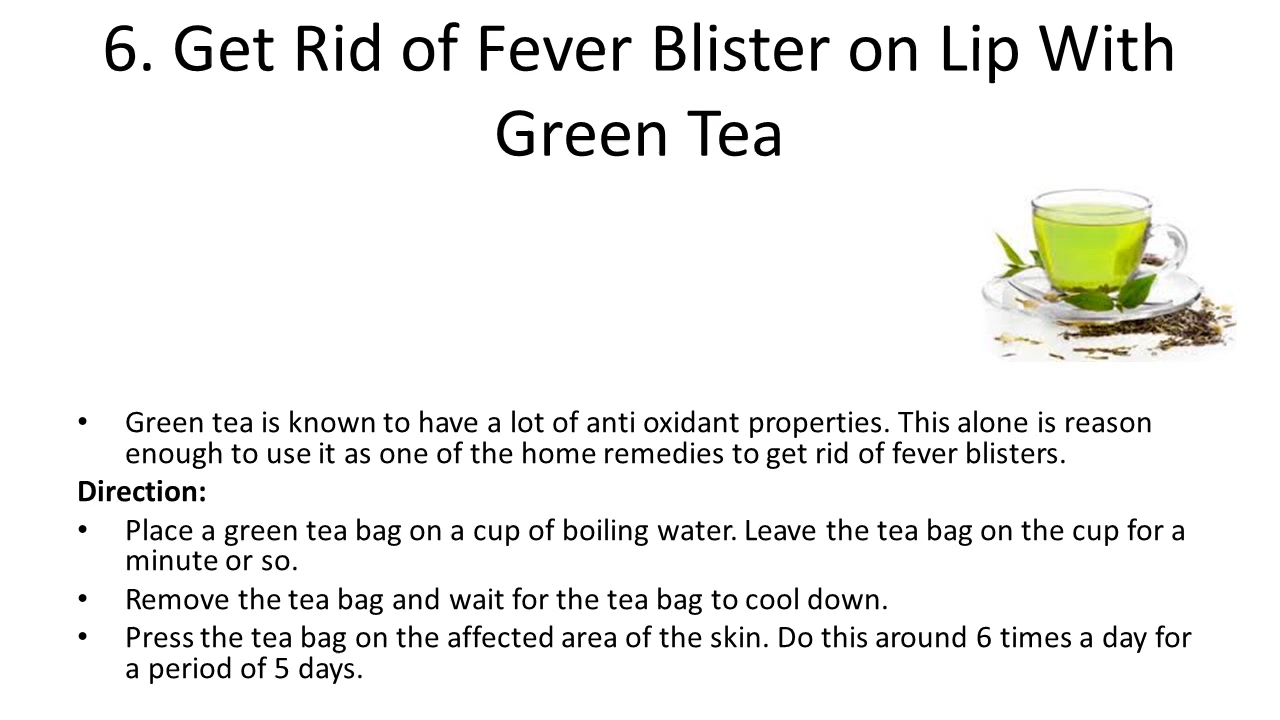 6. Get Rid of Fever Blister on Lip With
Green Tea
• Green tea is known to have a lot of anti oxidant properties. This alone is reason
enough to use it as one of the home remedies to get rid of fever blisters.
Direction:
• Place a green tea bag on a cup of boiling water. Leave the tea bag on the cup for a
minute or so.
• Remove the tea bag and wait for the tea bag to cool down.
• Press the tea bag on the affected area of the skin. Do this around 6 times a day for
a period of 5 days.